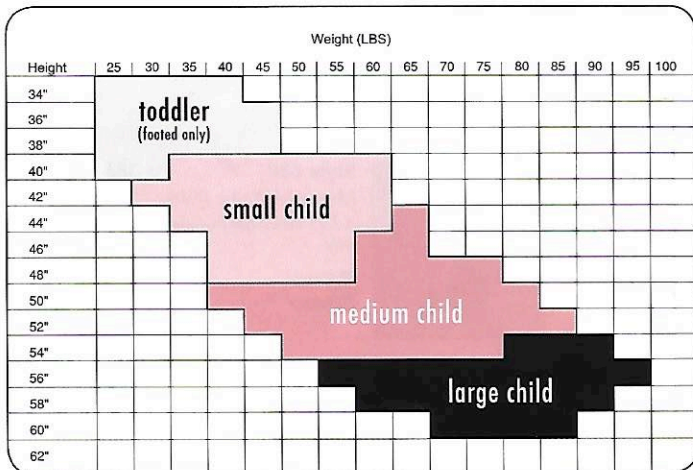 Weight (LBS)
Height 25 30 35 40 45 50 55 60 65 70 75 80 85 90 95 100
34"
36"
38"
40"
42"
44"
46"
48"
50"
52"
54"
56"
58"
60"
62"
toddler
(footed only)
small child
medium child
large child